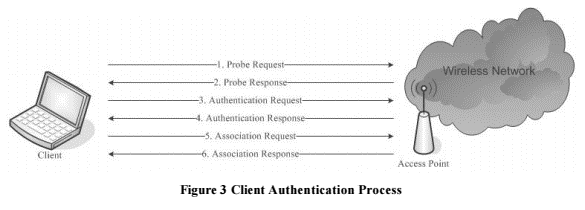 1. Probe Request
Wireless Network
2. Probe Response
3. Authentication Request
4. Authentication Response
5. Association Request
6. Association Response
Client
Access Point
Figure 3 Client Authentication Process